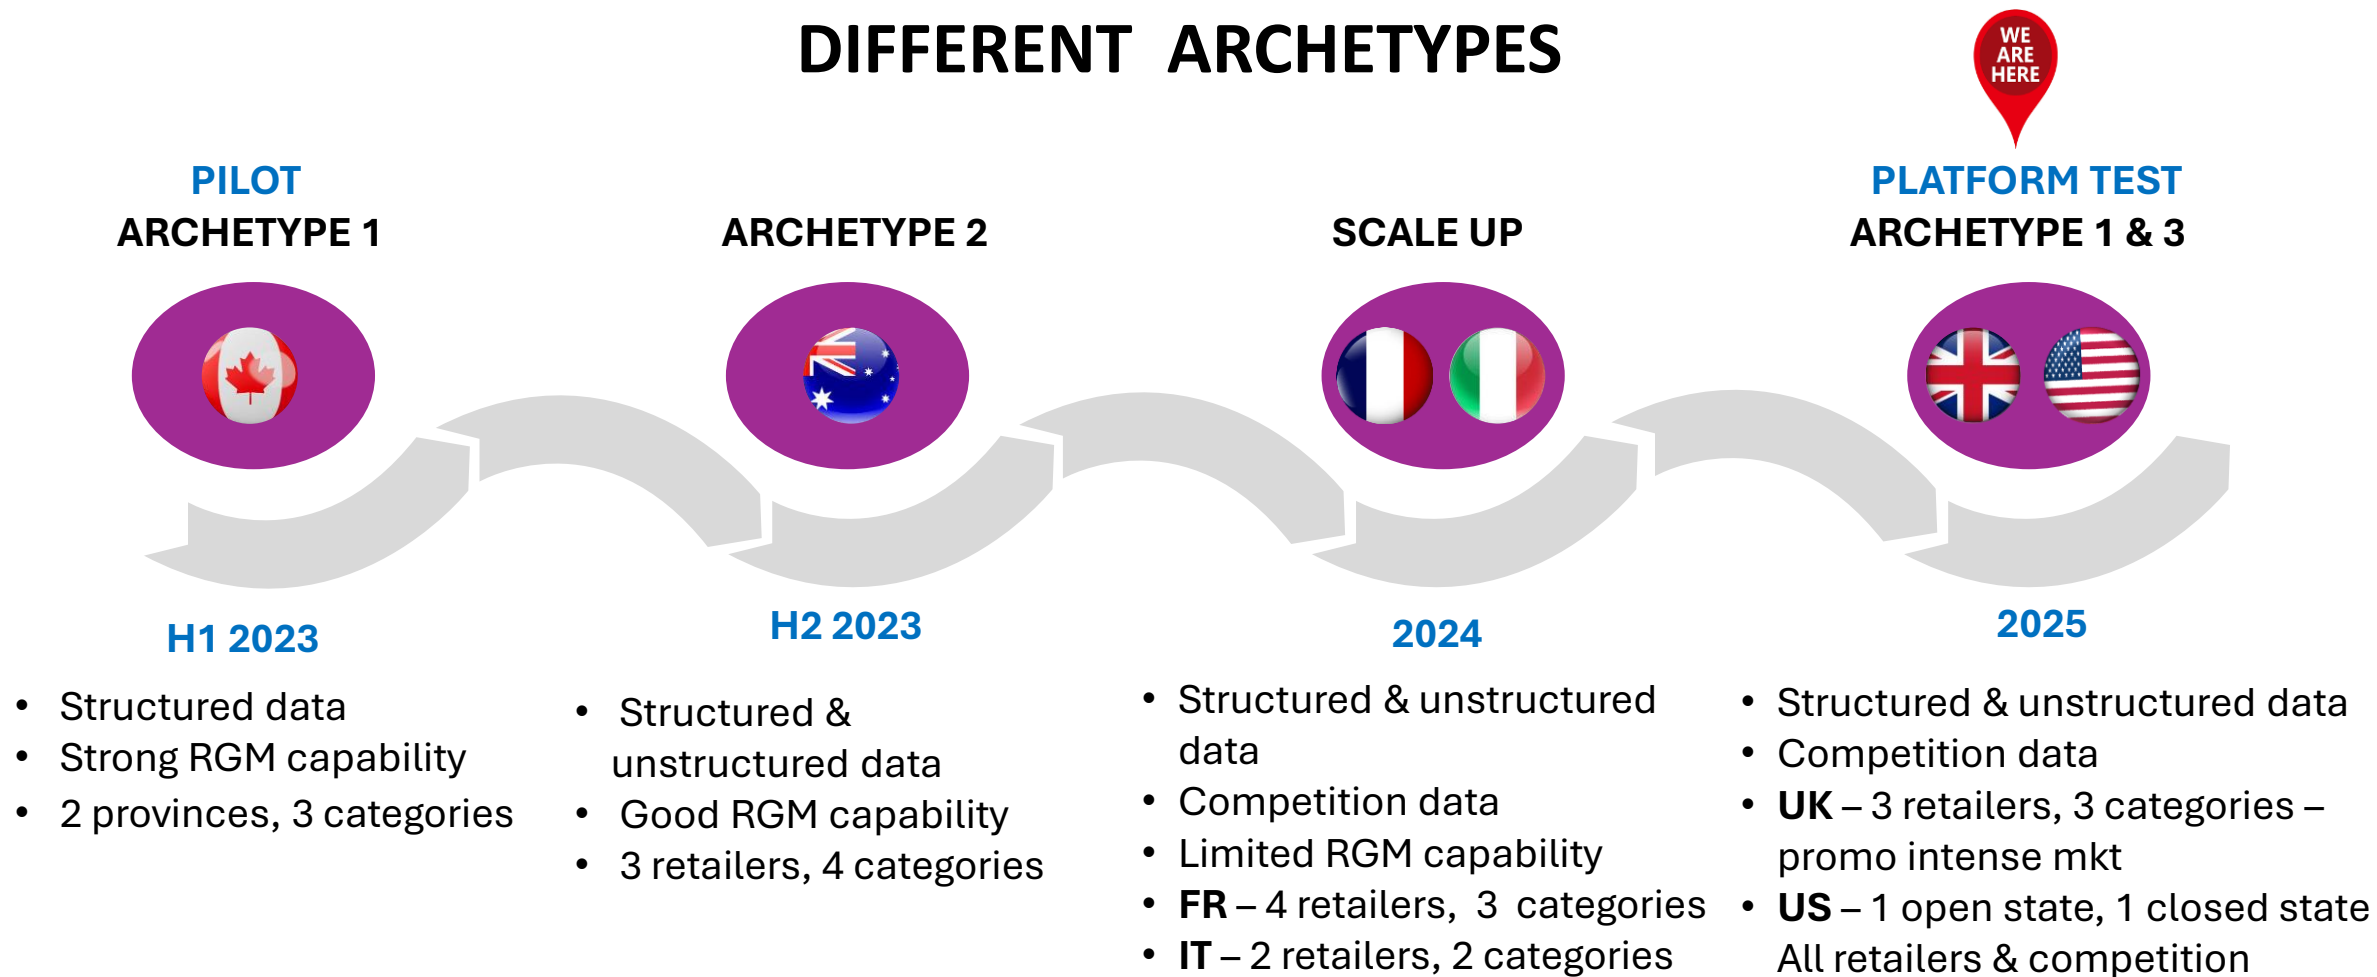 DIFFERENT ARCHETYPES
WE
ARE
HERE
PILOT
ARCHETYPE 1
ARCHETYPE 2
SCALE UP
PLATFORM TEST
ARCHETYPE 1 & 3
H1 2023
• Structured data
• Strong RGM capability
• 2 provinces, 3 categories
H2 2023
• Structured &
unstructured data
• Good RGM capability
• 3 retailers, 4 categories
2024
• Structured & unstructured
data
• Competition data
• Limited RGM capability
• FR – 4 retailers, 3 categories
• IT – 2 retailers, 2 categories
2025
• Structured & unstructured data
• Competition data
• UK – 3 retailers, 3 categories –
promo intense mkt
• US – 1 open state, 1 closed state
All retailers & competition